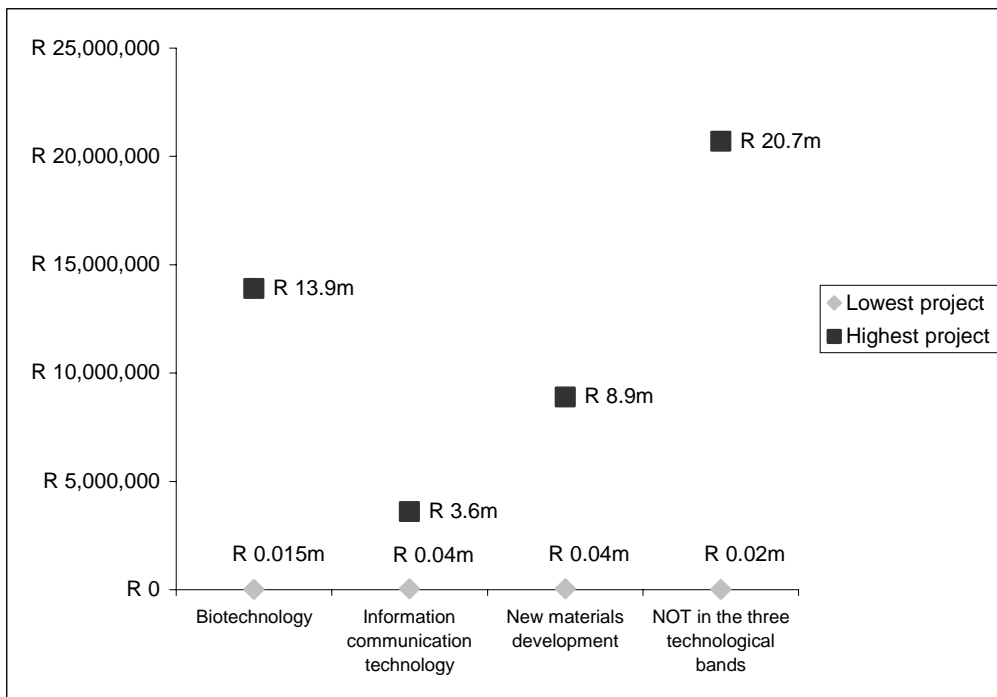 R 25,000,000
R 20,000,000
R 15,000,000
R 10,000,000
R 5,000,000
R 0
R 20.7m
R 13.9m
R 8.9m
R 3.6m
R 0.015m
R 0.04m
R 0.04m
R 0.02m
Biotechnology
Information
communication
technology
New materials
development
NOT in the three
technological
bands
Lowest project
Highest project